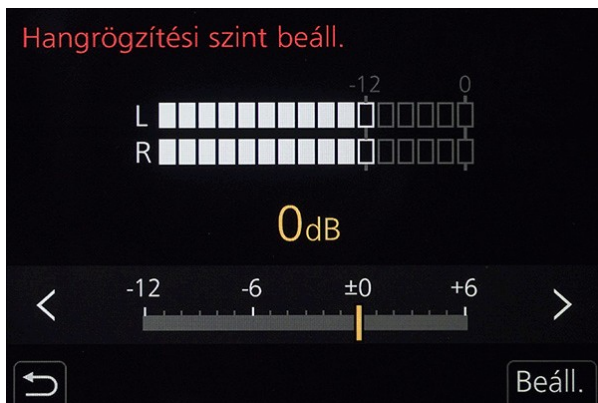 Hangrögzítési szint beáll.
-12 0
L
R
0dB
-12 -6 ±0 +6
Beáll.